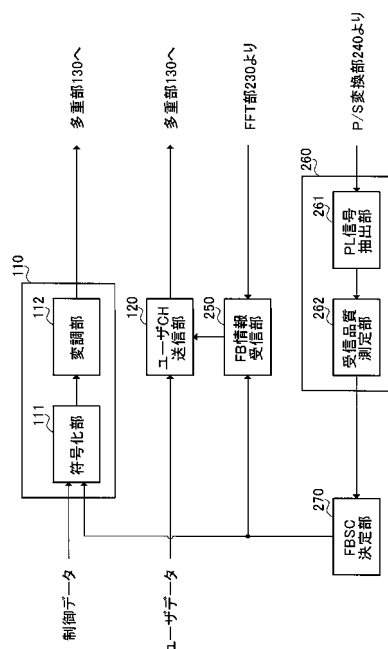 多重部130へ
多重部130へ
FFT部230より
P/S変換部240より
110
112
変調部
111
符号化部
120
ユーザCH
送信部
250
FB情報
受信部
260
261
PL信号
抽出部
262
受信品質
測定部
270
FBSC
決定部
制御データ
ユーザデータ